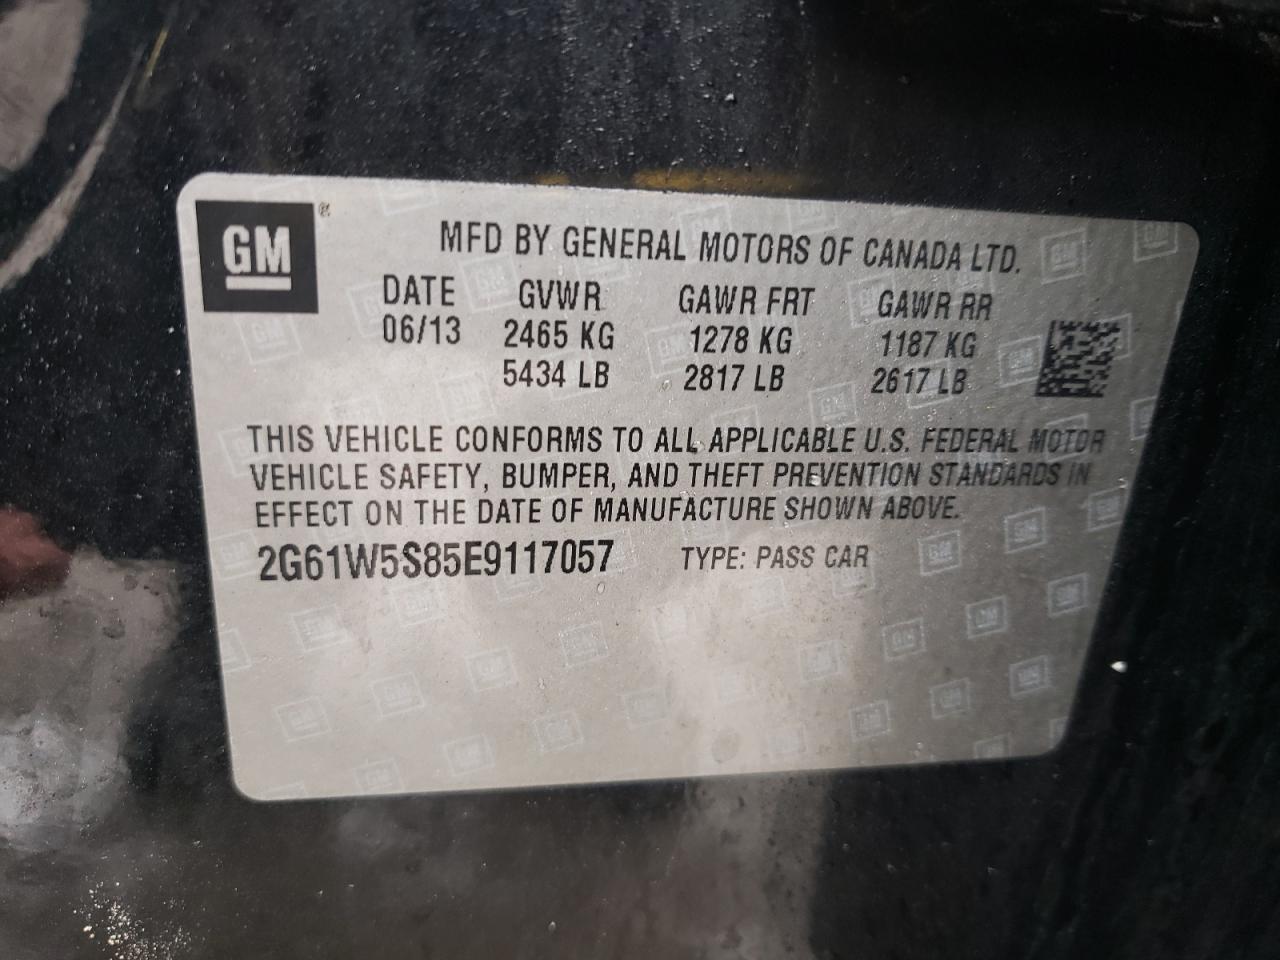 GM ®
MFD BY GENERAL MOTORS OF CANADA LTD.
DATE GVWR GAWR FRT GAWR RR
06/13 2465 KG 1278 KG 1187 KG
5434 LB 2817 LB 2617 LB
THIS VEHICLE CONFORMS TO ALL APPLICABLE U.S. FEDERAL MOTOR
VEHICLE SAFETY, BUMPER, AND THEFT PREVENTION STANDARDS IN
EFFECT ON THE DATE OF MANUFACTURE SHOWN ABOVE.
2G61W5S85E9117057 TYPE: PASS CAR